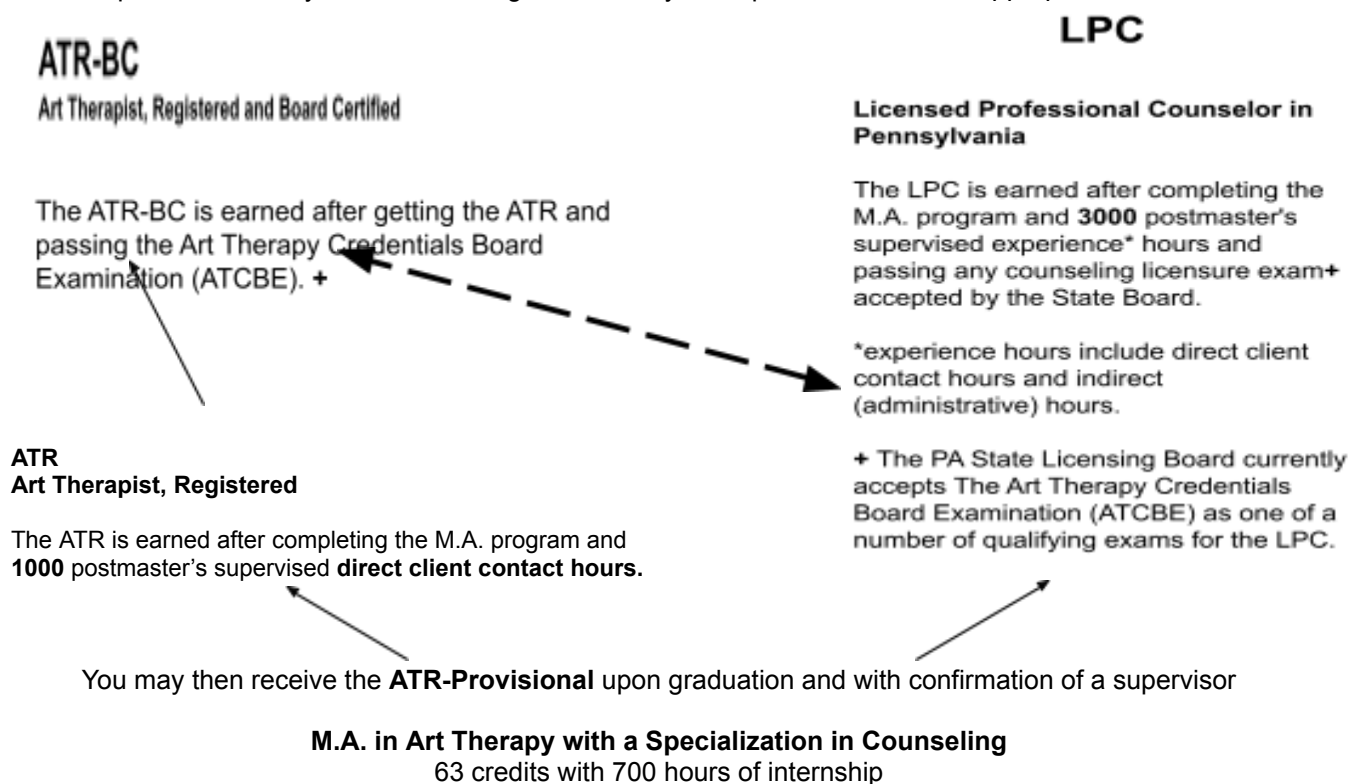 LPC
ATR-BC
Art Therapist, Registered and Board Certified
The ATR-BC is earned after getting the ATR and
passing the Art Therapy Credentials Board
Examination (ATCBE). +
Licensed Professional Counselor in
Pennsylvania
The LPC is earned after completing the
M.A. program and 3000 postmaster's
supervised experience* hours and
passing any counseling licensure exam+
accepted by the State Board.
*experience hours include direct client
contact hours and indirect
(administrative) hours.
+ The PA State Licensing Board currently
accepts The Art Therapy Credentials
Board Examination (ATCBE) as one of a
number of qualifying exams for the LPC.
ATR
Art Therapist, Registered
The ATR is earned after completing the M.A. program and
1000 postmaster’s supervised direct client contact hours.
You may then receive the ATR-Provisional upon graduation and with confirmation of a supervisor
M.A. in Art Therapy with a Specialization in Counseling
63 credits with 700 hours of internship